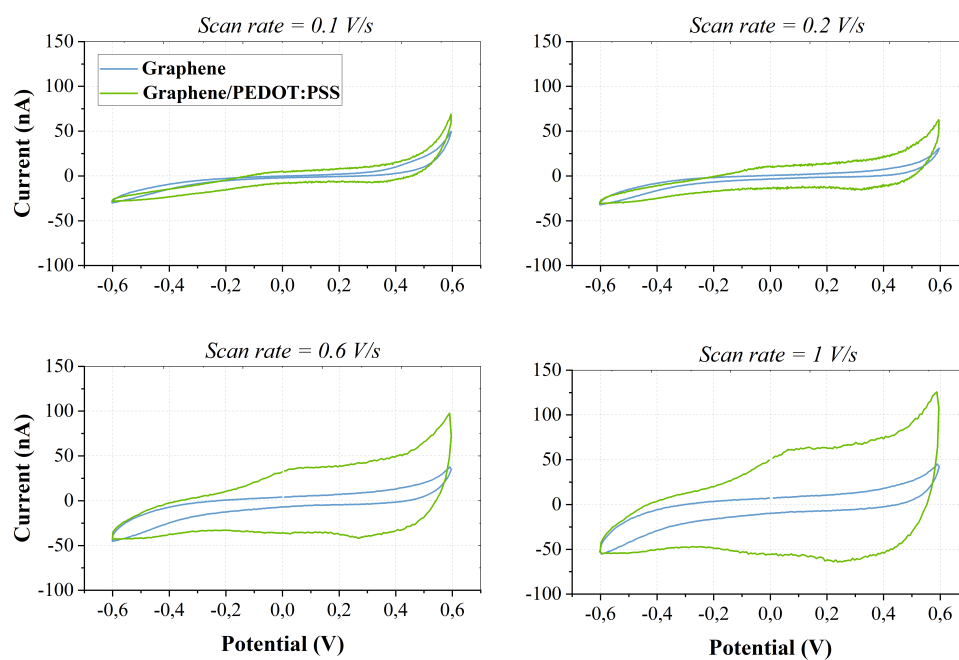 Scan rate = 0.1 V/s
Scan rate = 0.2 V/s
150
100
50
0
-50
-100
Current (nA)
Graphene
Graphene/PEDOT:PSS
-0,6 -0,4 -0,2 0,0 0,2 0,4 0,6
150
100
50
0
-50
-100
-0,6 -0,4 -0,2 0,0 0,2 0,4 0,6
Scan rate = 0.6 V/s
Scan rate = 1 V/s
150
100
50
0
-50
-100
Current (nA)
-0,6 -0,4 -0,2 0,0 0,2 0,4 0,6
Potential (V)
150
100
50
0
-50
-100
-0,6 -0,4 -0,2 0,0 0,2 0,4 0,6
Potential (V)